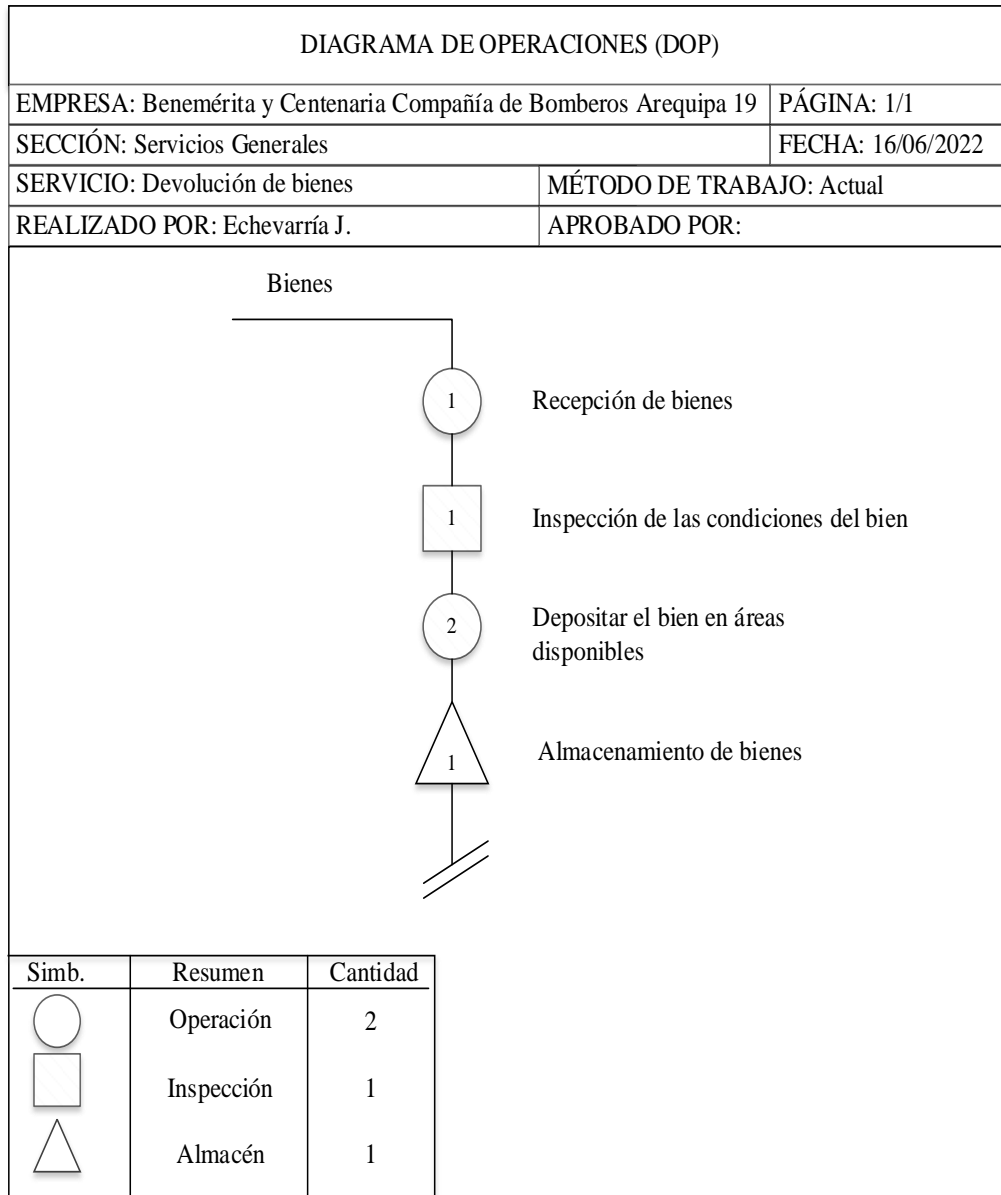 DIAGRAMA DE OPERACIONES (DOP)
EMPRESA: Benemérita y Centenaria Compañía de Bomberos Arequipa 19
PÁGINA: 1/1
SECCIÓN: Servicios Generales
FECHA: 16/06/2022
SERVICIO: Devolución de bienes
MÉTODO DE TRABAJO: Actual
REALIZADO POR: Echevarría J.
APROBADO POR:
Bienes
1
Recepción de bienes
1
Inspección de las condiciones del bien
2
Depositar el bien en áreas
disponibles
1
Almacenamiento de bienes
Simb.
Resumen
Cantidad
Operación
2
Inspección
1
Almacén
1